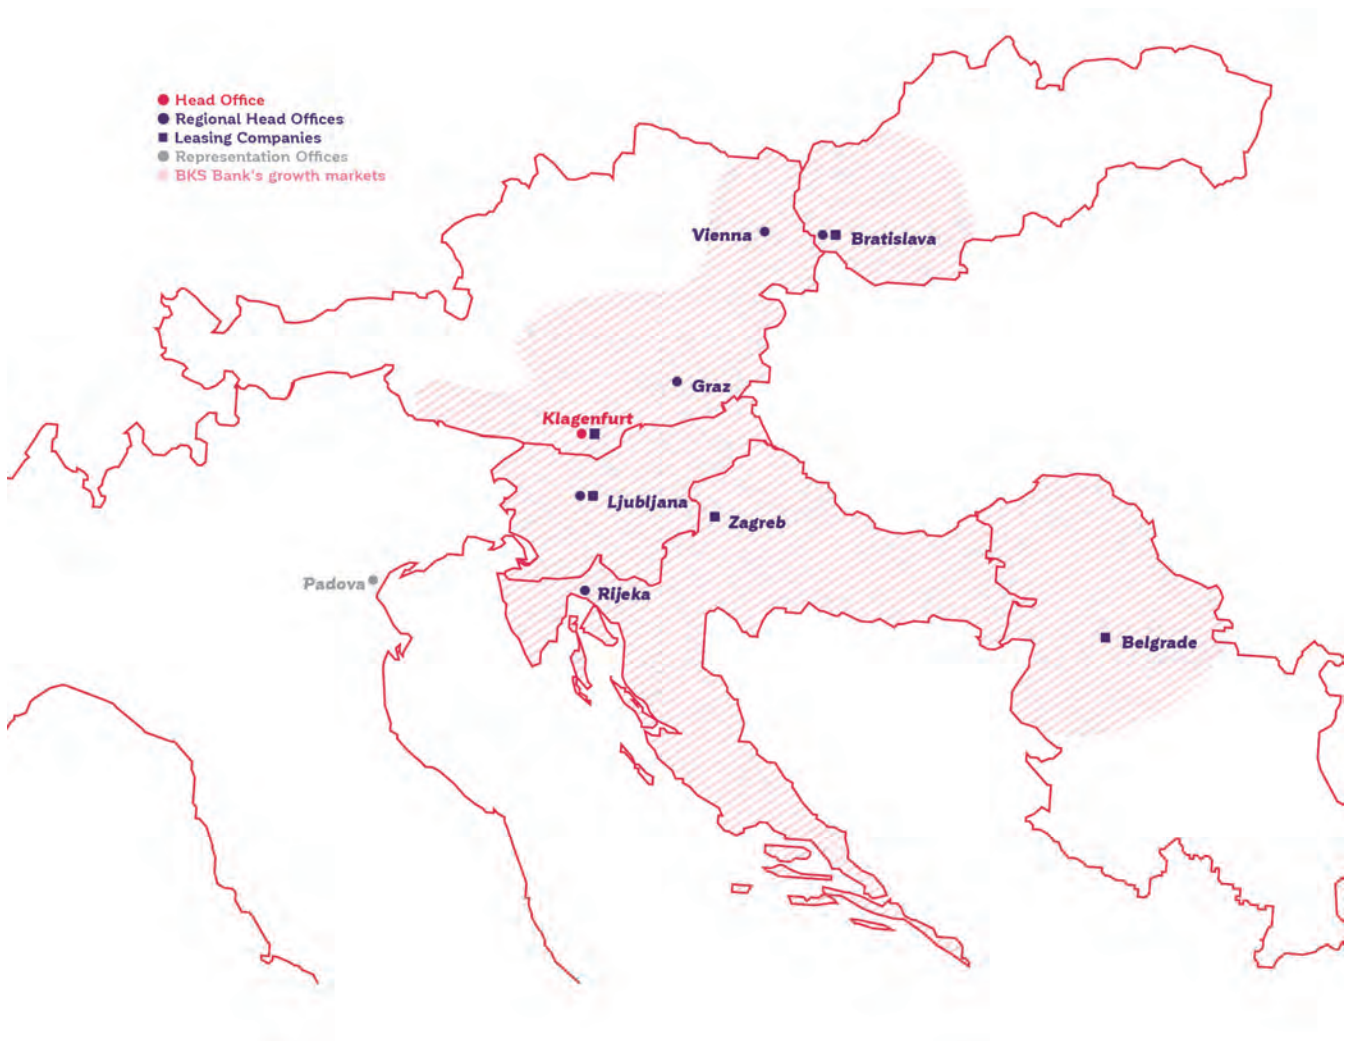 Head Office
Regional Head Offices
Leasing Companies
Representation Offices
BKS Bank's growth markets
Vienna
Bratislava
Graz
Klagenfurt
Ljubljana
Zagreb
Padova
Rijeka
Belgrade